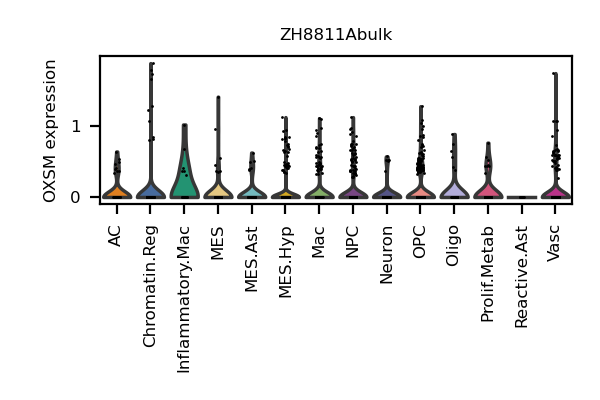 ZH8811Abulk
OXSM expression
1
0
AC
Chromatin.Reg
Inflammatory.Mac
MES
MES.Ast
MES.Hyp
Mac
NPC
Neuron
OPC
Oligo
Prolif.Metab
Reactive.Ast
Vasc